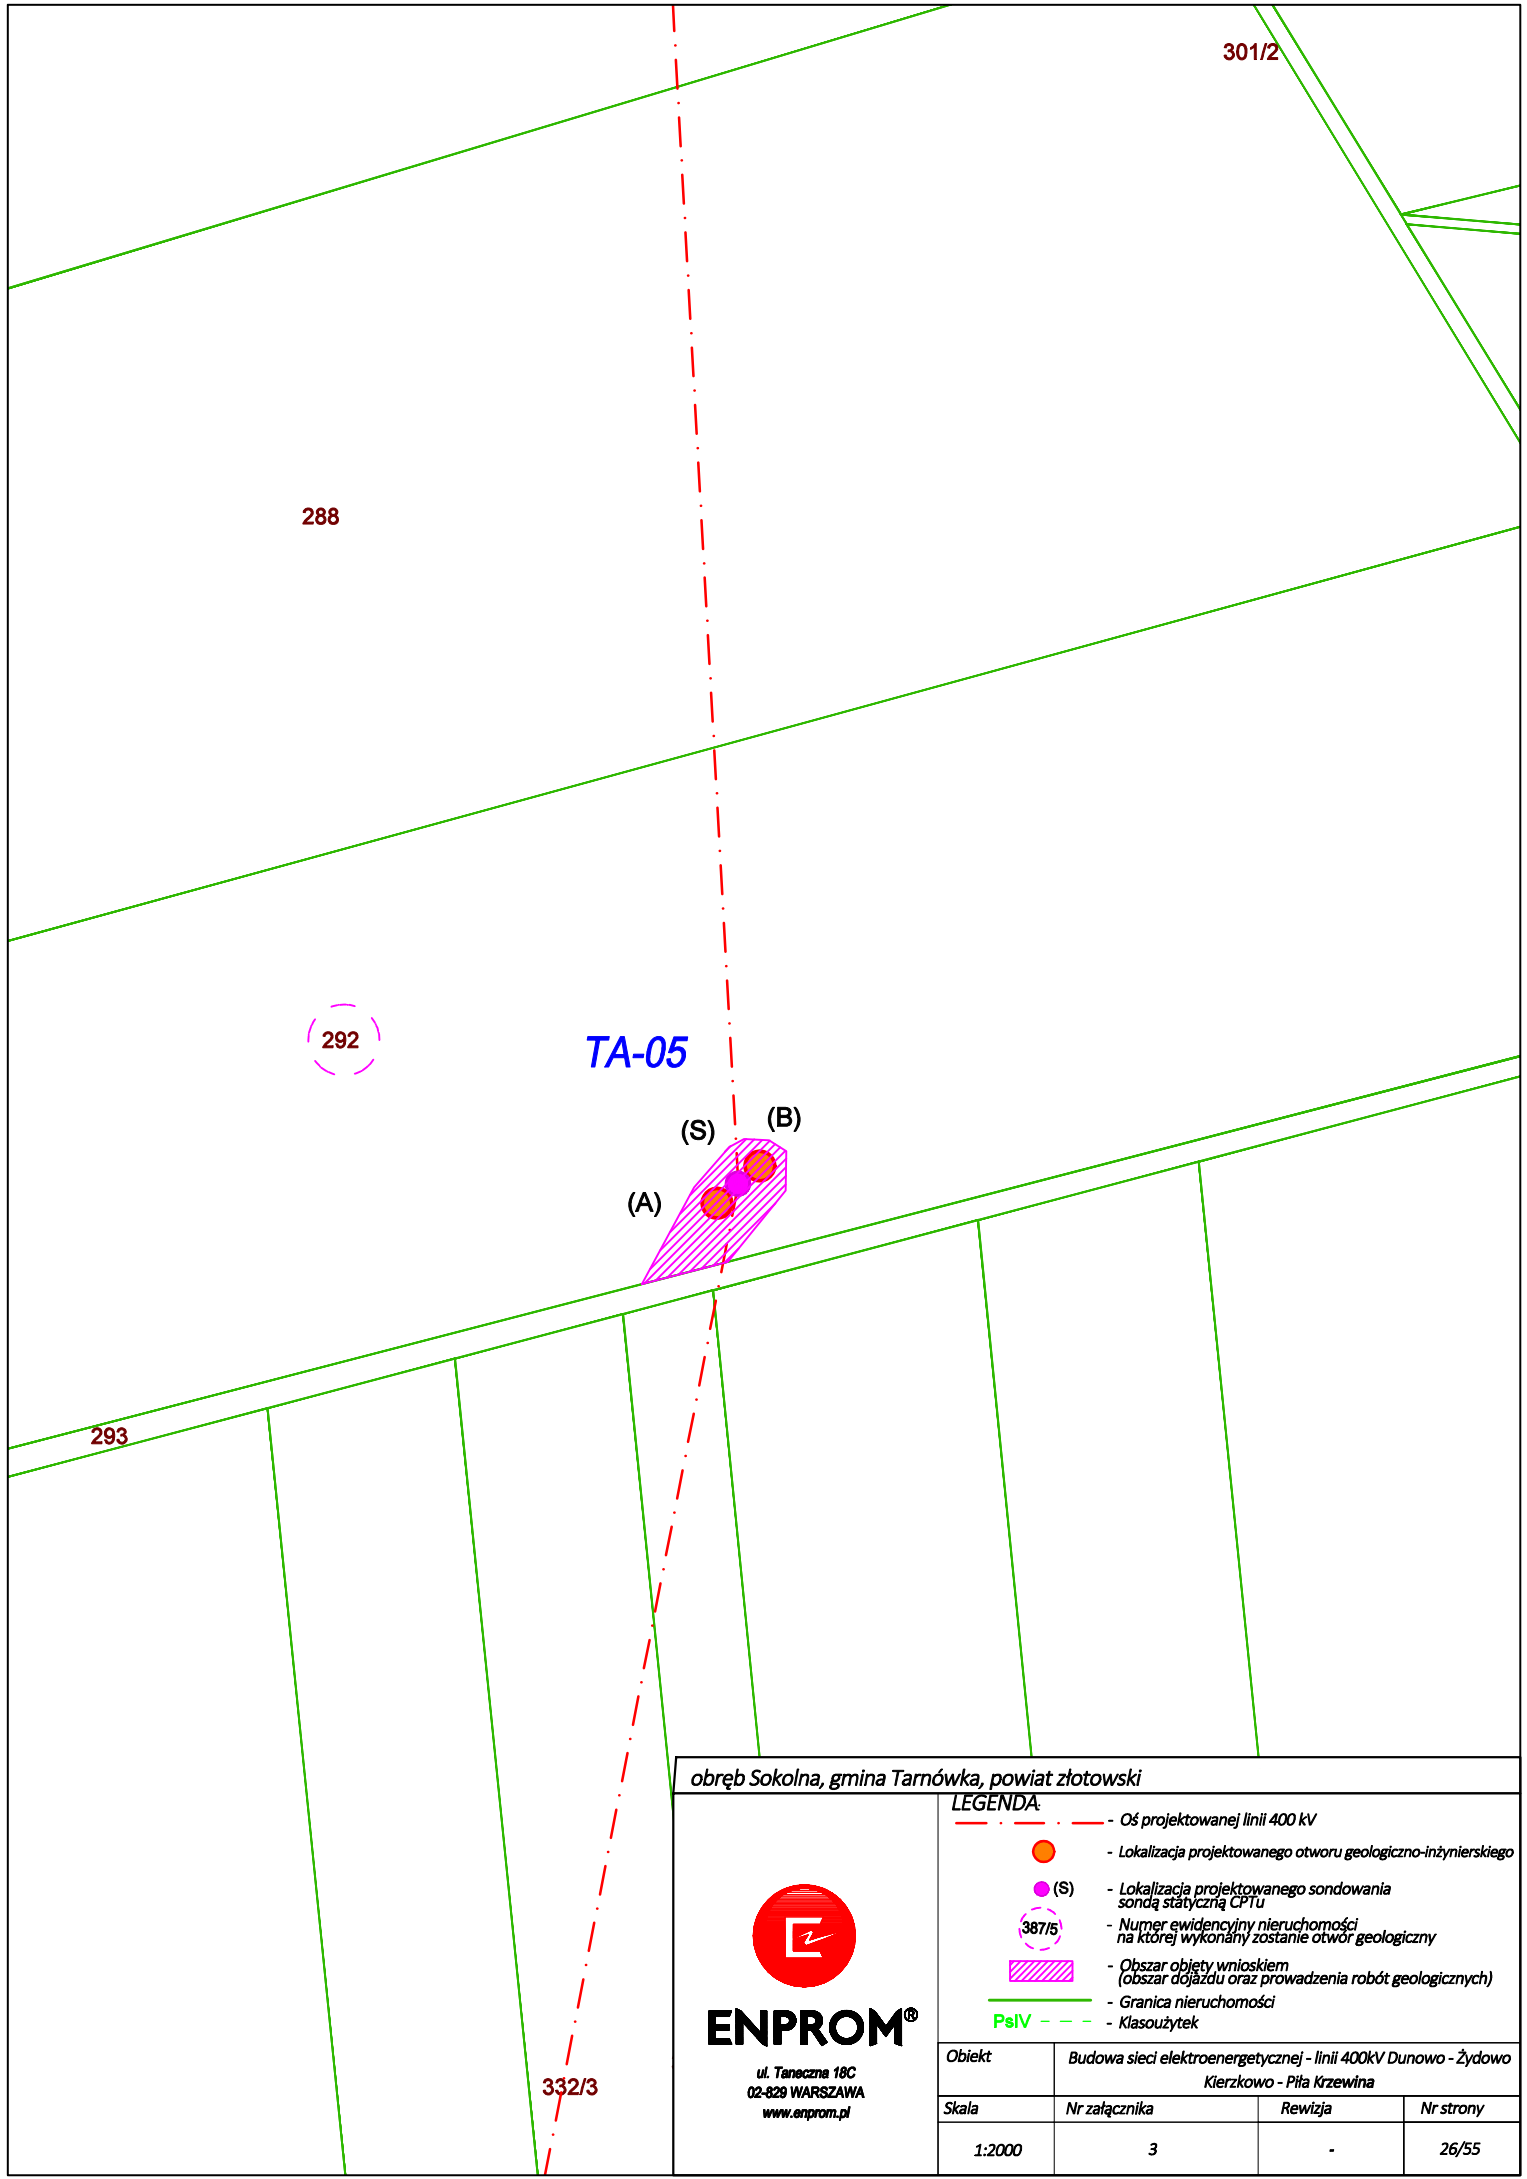 301/2
288
292
TA-05
(S)
(B)
(A)
293
332/3
obręb Sokolna, gmina Tarnówka, powiat złotowski
LEGENDA:
- Oś projektowanej linii 400 kV
- Lokalizacja projektowanego otworu geologiczno-inżynierskiego
(S) - Lokalizacja projektowanego sondowania
sondą statyczną CPTu
387/5 - Numer ewidencyjny nieruchomości
na której wykonany zostanie otwór geologiczny
- Obszar objęty wnioskiem
(obszar dojazdu oraz prowadzenia robót geologicznych)
- Granica nieruchomości
PsIV - Klasoużytek
ENPROM®
ul. Taneczna 18C
02-829 WARSZAWA
www.enprom.pl
Obiekt Budowa sieci elektroenergetycznej - linii 400kV Dunowo - Żydowo
Kierzkowo - Piła Krzewina
Skala Nr załącznika Rewizja Nr strony
1:2000 3 - 26/55